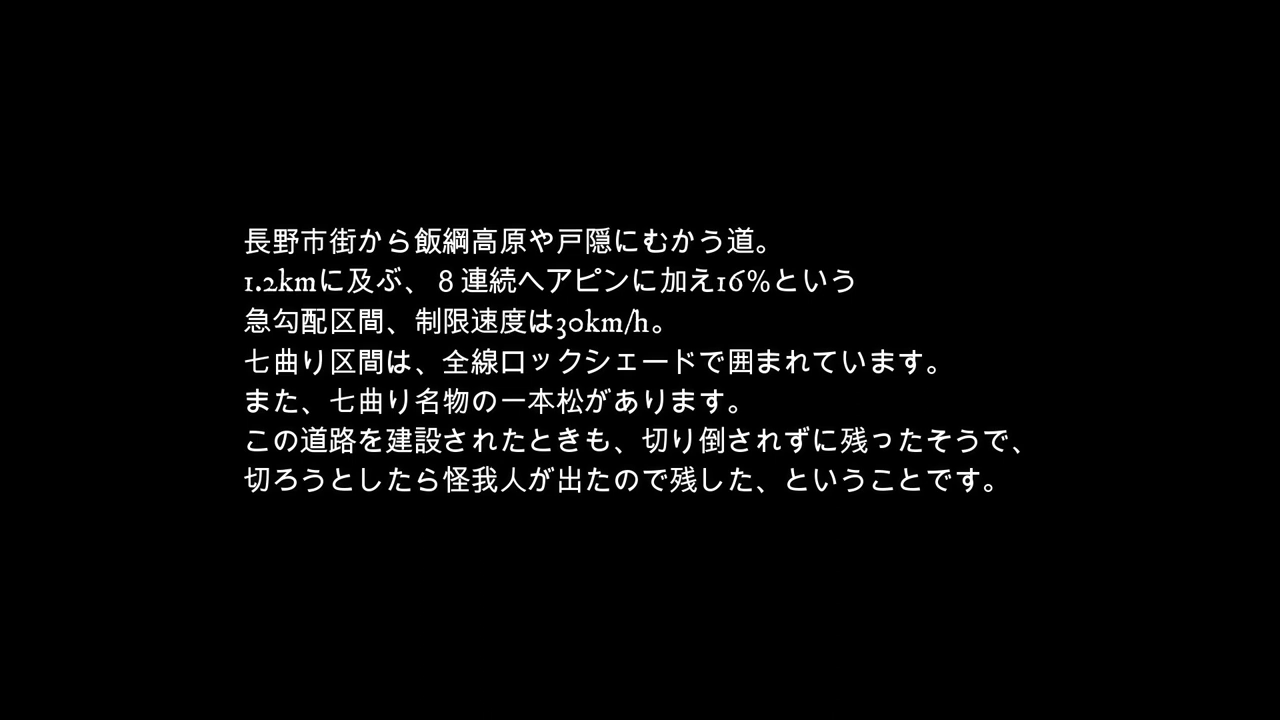 長野市街から飯綱高原や戸隠にむかう道。
1.2kmに及ぶ、８連続ヘアピンに加え16%という
急勾配区間、制限速度は30km/h。
七曲り区間は、全線ロックシェードで囲まれています。
また、七曲り名物の一本松があります。
この道路を建設されたときも、切り倒されずに残ったそうで、
切ろうとしたら怪我人が出たので残した、ということです。